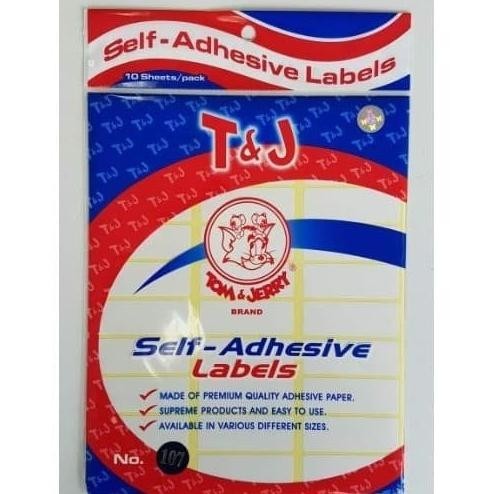 Self-Adhesive Labels
10 Sheets/pack
T&J
TOM & JERRY®
BRAND
Self-Adhesive
Labels
MADE OF PREMIUM QUALITY ADHESIVE PAPER.
SUPREME PRODUCTS AND EASY TO USE.
AVAILABLE IN VARIOUS DIFFERENT SIZES.
No. 107